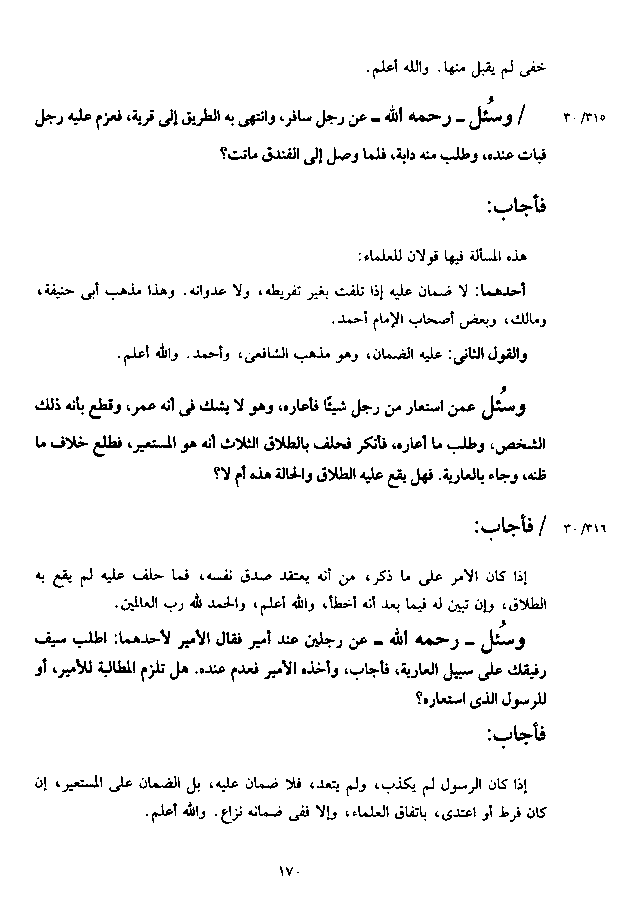 خفى لم يقبل منها. والله أعلم.
٣٠/٣١٥ / وسُئل ـ رحمه الله ـ عن رجل سافر، وانتهى به الطريق إلى قرية، فعزم عليه رجل
فبات عنده، وطلب منه دابة، فلما وصل إلى الفندق ماتت؟
فأجاب:
هذه المسألة فيها قولان للعلماء:
أحدهما: لا ضمان عليه إذا تلفت بغير تفريطه، ولا عدوانه. وهذا مذهب أبى حنيفة،
ومالك، وبعض أصحاب الإمام أحمد.
والقول الثانى: عليه الضمان، وهو مذهب الشافعى، وأحمد. والله أعلم.
وسُئل عمن استعار من رجل شيئًا فأعاره، وهو لا يشك فى أنه عمر، وقطع بأنه ذلك
الشخص، وطلب ما أعاره، فأنكر فحلف بالطلاق الثلاث أنه هو المستعير، فطلع خلاف ما
ظنه، وجاء بالعارية. فهل يقع عليه الطلاق والحالة هذه أم لا؟
٣٠/٣١٦ / فأجاب:
إذا كان الأمر على ما ذكر، من أنه يعتقد صدق نفسه، فما حلف عليه لم يقع به
الطلاق، وإن تبين له فيما بعد أنه أخطأ، والله أعلم، والحمد لله رب العالمين.
وسُئل ـ رحمه الله ـ عن رجلين عند أمير فقال الأمير لأحدهما: اطلب سيف
رفيقك على سبيل العارية، فأجاب، وأخذه الأمير فعدم عنده. هل تلزم المطالبة للأمير، أو
للرسول الذى استعاره؟
فأجاب:
إذا كان الرسول لم يكذب، ولم يتعد، فلا ضمان عليه، بل الضمان على المستعير، إن
كان فرط أو اعتدى، باتفاق العلماء، وإلا ففى ضمانه نزاع. والله أعلم.
١٧٠